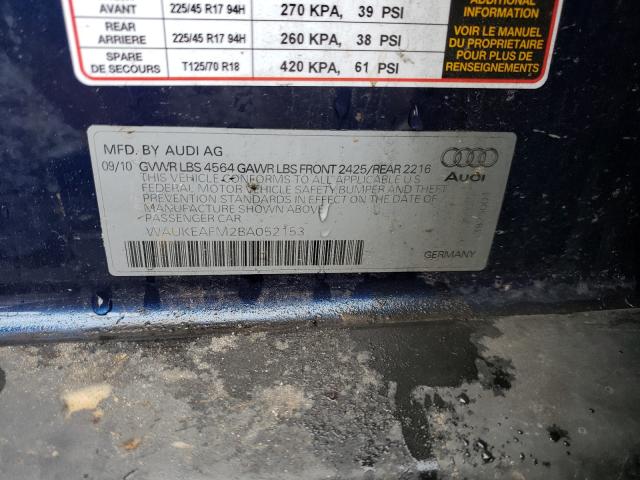 AVANT 225/45 R17 94H 270 KPA, 39 PSI
REAR
ARRIERE 225/45 R17 94H 260 KPA, 38 PSI
SPARE
DE SECOURS T125/70 R18 420 KPA, 61 PSI
ADDITIONAL
INFORMATION
VOIR LE MANUEL
DU PROPRIETAIRE
POUR PLUS DE
RENSEIGNEMENTS
MFD. BY AUDI AG
09/10 GVWR LBS 4564 GAWR LBS FRONT 2425/REAR 2216
THIS VEHICLE CONFORMS TO ALL APPLICABLE U.S
FEDERAL MOTOR VEHICLE SAFETY BUMPER AND THEFT
PREVENTION STANDARDS IN EFFECT ON THE DATE OF
MANUFACTURE SHOWN ABOVE
PASSENGER CAR
WAUKEAFM2BA052153
Audi
GERMANY